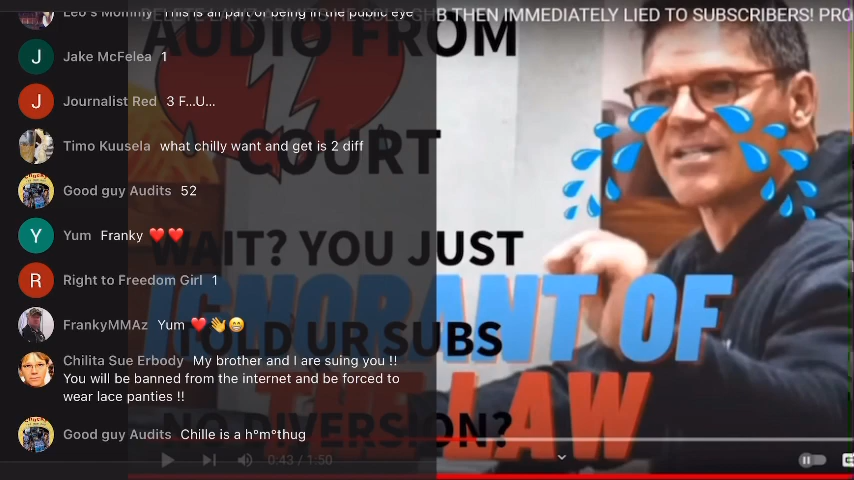 Leo's Mommy This is all part of being in the public eye
B THEN IMMEDIATELY LIED TO SUBSCRIBERS! PRO
AUDIO FROM
J Jake McFelea 1
J Journalist Red 3 F...U...
COURT
Timo Kuusela what chilly want and get is 2 diff
Good guy Audits 52
Y Yum Franky ❤️❤️
WAIT? YOU JUST
R Right to Freedom Girl 1
IGNORANT OF
FrankyMMAz Yum ❤️👋😁
TOLD UR SUBS
Chilita Sue Erbody My brother and I are suing you !!
You will be banned from the internet and be forced to
wear lace panties !!
THE LAW
NO DIVERSION?
Good guy Audits Chille is a h°m°thug
0:43 / 1:50